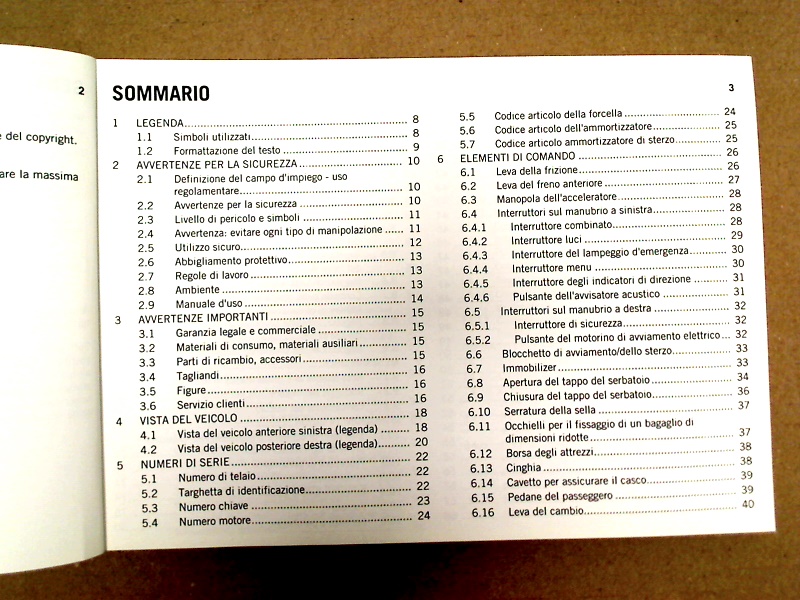 2
e del copyright.
are la massima
SOMMARIO
3
1 LEGENDA 8
1.1 Simboli utilizzati 8
1.2 Formattazione del testo 9
2 AVVERTENZE PER LA SICUREZZA 10
2.1 Definizione del campo d'impiego - uso
regolamentare 10
2.2 Avvertenze per la sicurezza 10
2.3 Livello di pericolo e simboli 11
2.4 Avvertenza: evitare ogni tipo di manipolazione 11
2.5 Utilizzo sicuro 12
2.6 Abbigliamento protettivo 13
2.7 Regole di lavoro 13
2.8 Ambiente 13
2.9 Manuale d'uso 14
3 AVVERTENZE IMPORTANTI 15
3.1 Garanzia legale e commerciale 15
3.2 Materiali di consumo, materiali ausiliari 15
3.3 Parti di ricambio, accessori 15
3.4 Tagliandi 16
3.5 Figure 16
3.6 Servizio clienti 16
4 VISTA DEL VEICOLO 18
4.1 Vista del veicolo anteriore sinistra (legenda) 18
4.2 Vista del veicolo posteriore destra (legenda) 20
5 NUMERI DI SERIE 22
5.1 Numero di telaio 22
5.2 Targhetta di identificazione 22
5.3 Numero chiave 23
5.4 Numero motore 24
5.5 Codice articolo della forcella 24
5.6 Codice articolo dell'ammortizzatore 25
5.7 Codice articolo ammortizzatore di sterzo 25
6 ELEMENTI DI COMANDO 26
6.1 Leva della frizione 26
6.2 Leva del freno anteriore 27
6.3 Manopola dell'acceleratore 28
6.4 Interruttori sul manubrio a sinistra 28
6.4.1 Interruttore combinato 28
6.4.2 Interruttore luci 29
6.4.3 Interruttore del lampeggio d'emergenza 30
6.4.4 Interruttore menu 30
6.4.5 Interruttore degli indicatori di direzione 31
6.4.6 Pulsante dell'avvisatore acustico 31
6.5 Interruttori sul manubrio a destra 32
6.5.1 Interruttore di sicurezza 32
6.5.2 Pulsante del motorino di avviamento elettrico 32
6.6 Blocchetto di avviamento/dello sterzo 33
6.7 Immobilizer 33
6.8 Apertura del tappo del serbatoio 34
6.9 Chiusura del tappo del serbatoio 36
6.10 Serratura della sella 37
6.11 Occhielli per il fissaggio di un bagaglio di
dimensioni ridotte 37
6.12 Borsa degli attrezzi 38
6.13 Cinghia 38
6.14 Cavetto per assicurare il casco 39
6.15 Pedane del passeggero 39
6.16 Leva del cambio 40